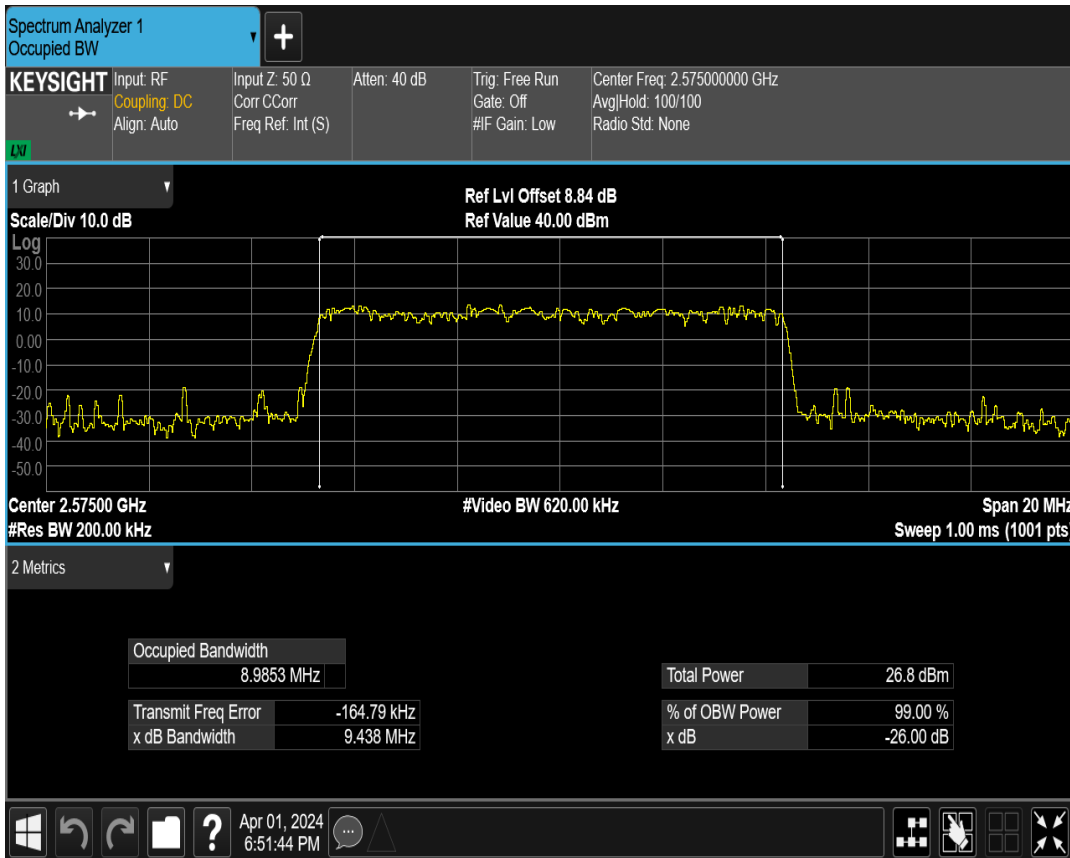 Spectrum Analyzer 1
Occupied BW
+
KEYSIGHT
LXI
Input: RF
Coupling: DC
Align: Auto
Input Z: 50 Ω
Corr CCorr
Freq Ref: Int (S)
Atten: 40 dB
Trig: Free Run
Gate: Off
#IF Gain: Low
Center Freq: 2.575000000 GHz
Avg|Hold: 100/100
Radio Std: None
1 Graph
Scale/Div 10.0 dB
Ref Lvl Offset 8.84 dB
Ref Value 40.00 dBm
Log
30.0
20.0
10.0
0.00
-10.0
-20.0
-30.0
-40.0
-50.0
Center 2.57500 GHz
#Video BW 620.00 kHz
Span 20 MHz
#Res BW 200.00 kHz
Sweep 1.00 ms (1001 pts)
2 Metrics
Occupied Bandwidth
8.9853 MHz
Total Power 26.8 dBm
Transmit Freq Error -164.79 kHz
% of OBW Power 99.00 %
x dB Bandwidth 9.438 MHz
x dB -26.00 dB
?
Apr 01, 2024
6:51:44 PM